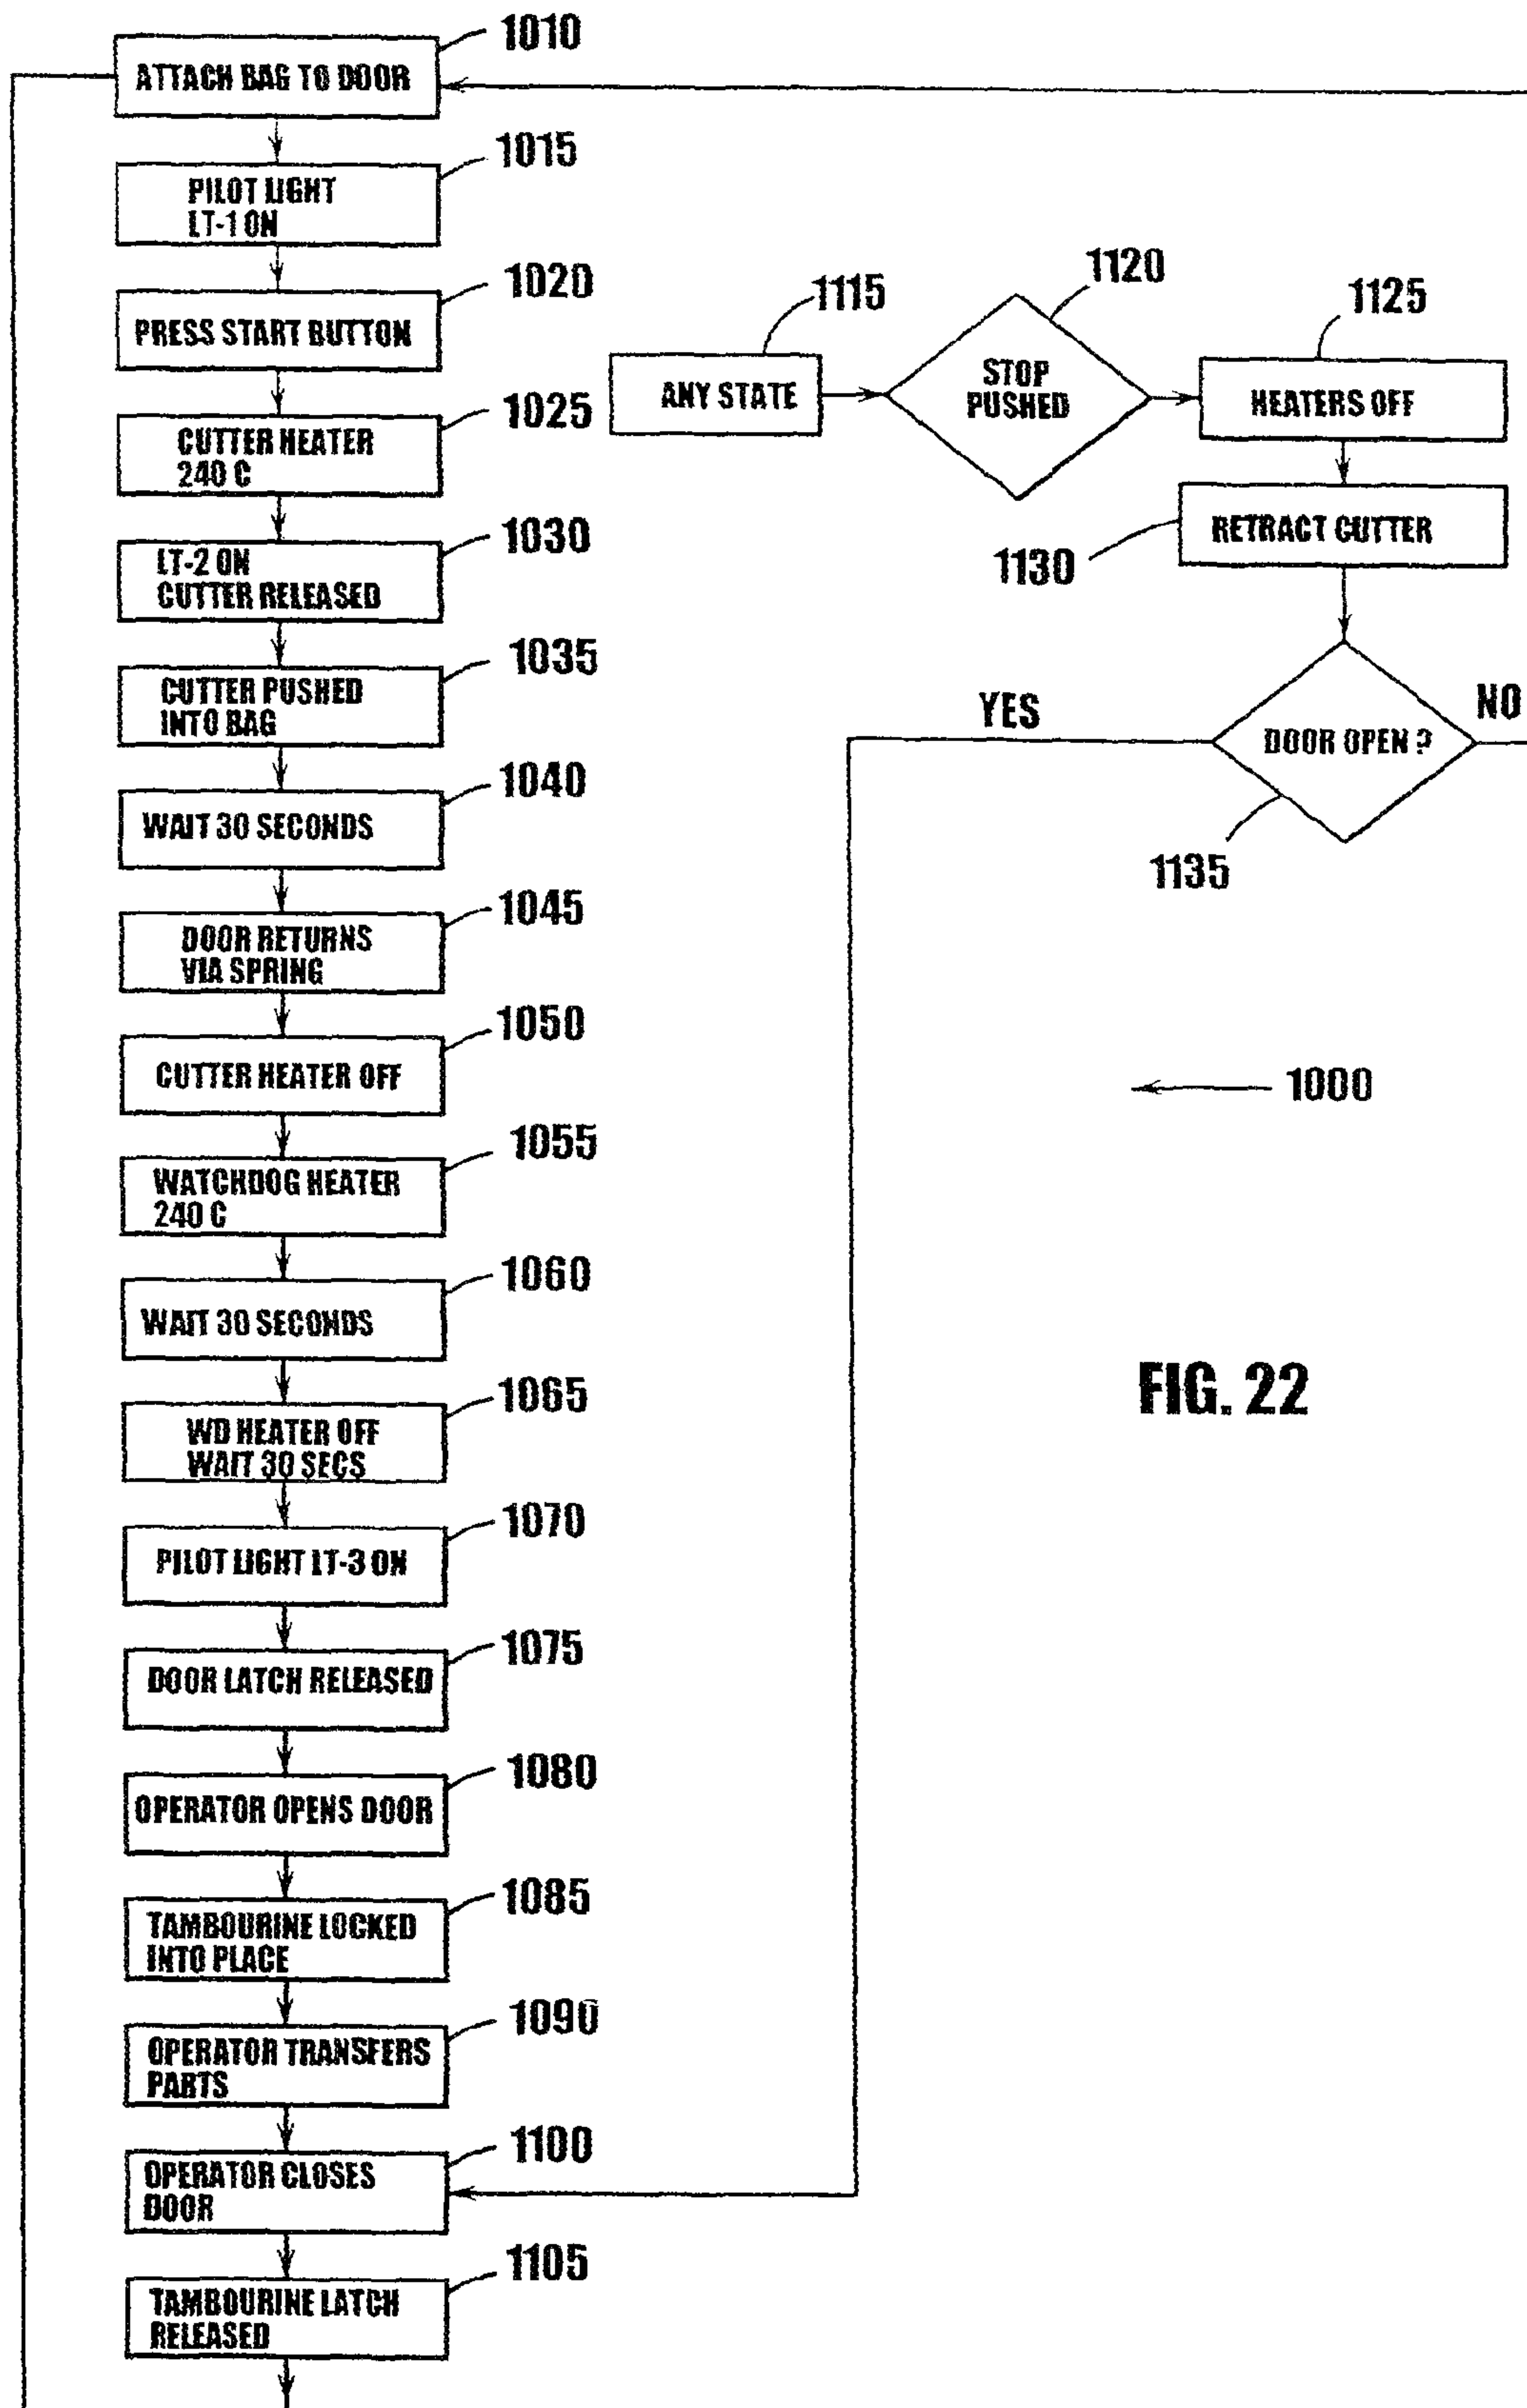 1010
ATTACH BAG TO DOOR
1015
PILOT LIGHT
LT-1 ON
1020
PRESS START BUTTON
1025
CUTTER HEATER
240 C
1030
LT-2 ON
CUTTER RELEASED
1035
CUTTER PUSHED
INTO BAG
1040
WAIT 30 SECONDS
1045
DOOR RETURNS
VIA SPRING
1050
CUTTER HEATER OFF
1055
WATCHDOG HEATER
240 C
1060
WAIT 30 SECONDS
1065
WD HEATER OFF
WAIT 30 SECS
1070
PILOT LIGHT LT-3 ON
1075
DOOR LATCH RELEASED
1080
OPERATOR OPENS DOOR
1085
TAMBOURINE LOCKED
INTO PLACE
1090
OPERATOR TRANSFERS
PARTS
1100
OPERATOR CLOSES
DOOR
1105
TAMBOURINE LATCH
RELEASED
1115
ANY STATE
1120
STOP
PUSHED
1125
HEATERS OFF
1130
RETRACT CUTTER
YES
DOOR OPEN ?
NO
1135
1000
FIG. 22